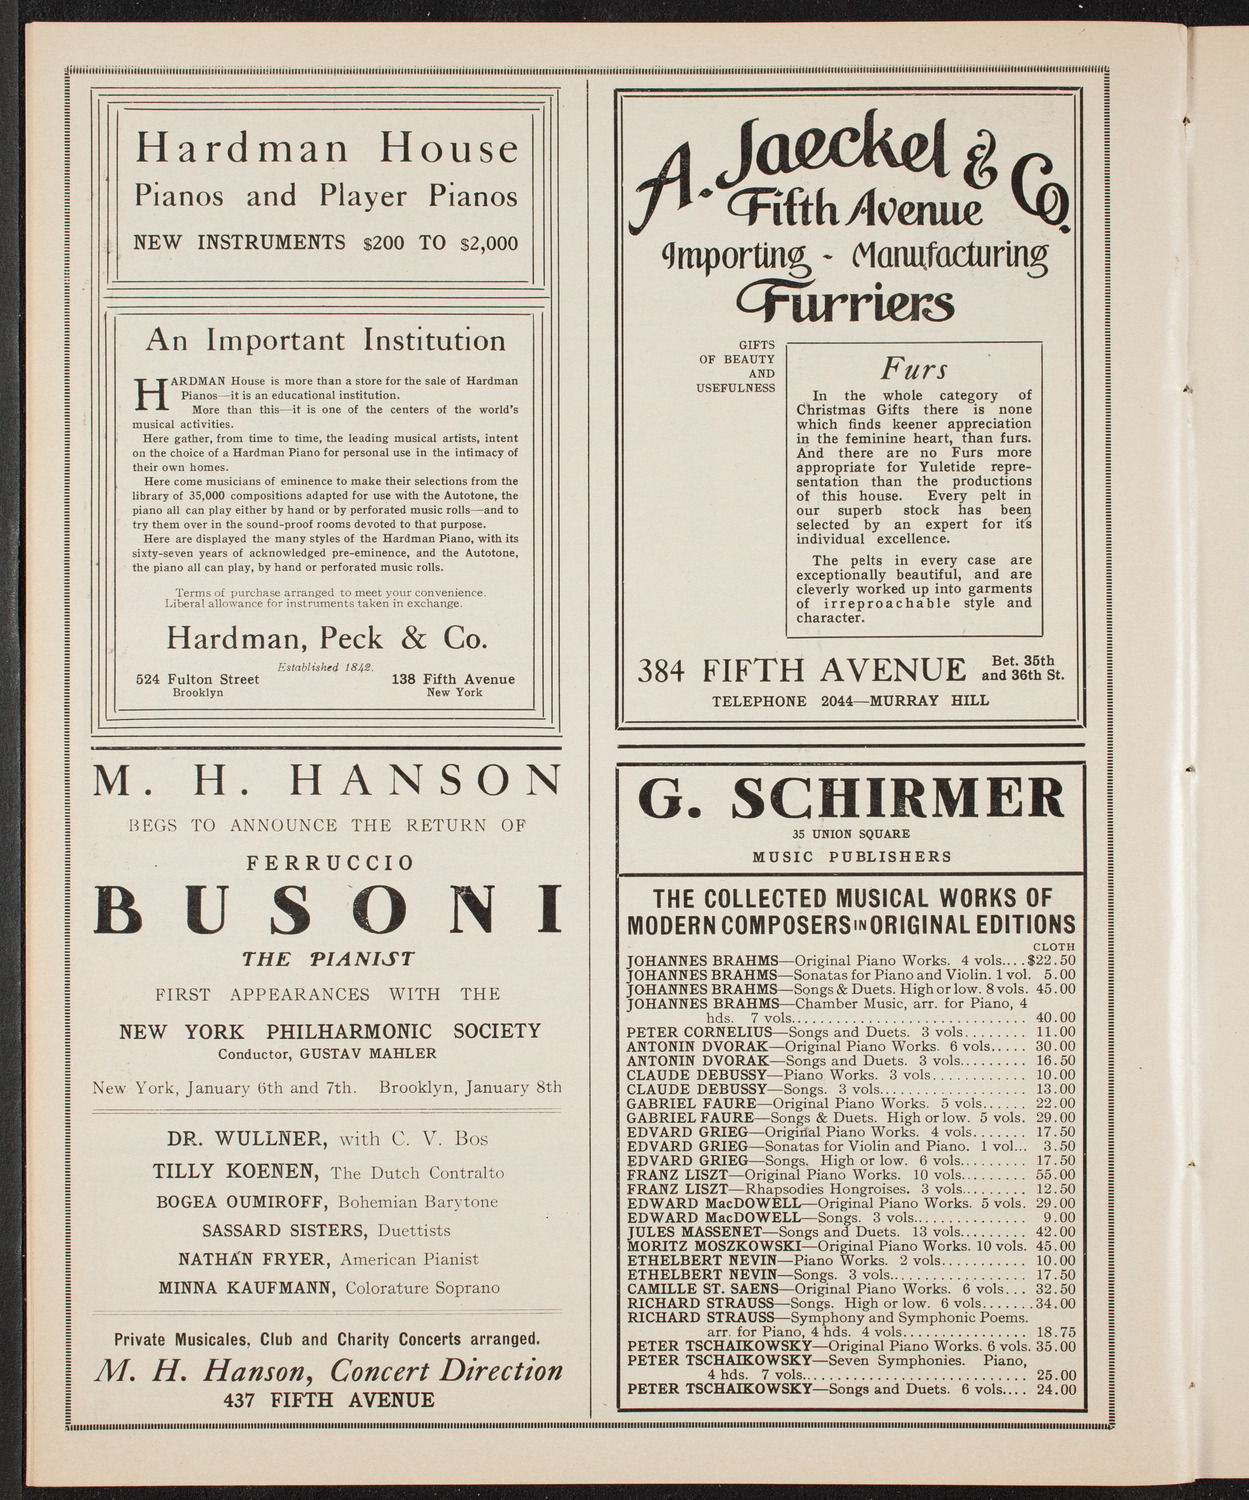 Hardman House
Pianos and Player Pianos
NEW INSTRUMENTS $200 TO $2,000
An Important Institution
HARDMAN House is more than a store for the sale of Hardman
Pianos—it is an educational institution.
More than this—it is one of the centers of the world's
musical activities.
Here gather, from time to time, the leading musical artists, intent
on the choice of a Hardman Piano for personal use in the intimacy of
their own homes.
Here come musicians of eminence to make their selections from the
library of 35,000 compositions adapted for use with the Autotone, the
piano all can play either by hand or by perforated music rolls—and to
try them over in the sound-proof rooms devoted to that purpose.
Here are displayed the many styles of the Hardman Piano, with its
sixty-seven years of acknowledged pre-eminence, and the Autotone,
the piano all can play, by hand or perforated music rolls.
Terms of purchase arranged to meet your convenience.
Liberal allowance for instruments taken in exchange.
Hardman, Peck & Co.
Established 1842.
524 Fulton Street 138 Fifth Avenue
Brooklyn New York
M. H. HANSON
BEGS TO ANNOUNCE THE RETURN OF
FERRUCCIO
BUSONI
THE PIANIST
FIRST APPEARANCES WITH THE
NEW YORK PHILHARMONIC SOCIETY
Conductor, GUSTAV MAHLER
New York, January 6th and 7th. Brooklyn, January 8th
DR. WULLNER, with C. V. Bos
TILLY KOENEN, The Dutch Contralto
BOGEA OUMIROFF, Bohemian Barytone
SASSARD SISTERS, Duettists
NATHAN FRYER, American Pianist
MINNA KAUFMANN, Colorature Soprano
Private Musicales, Club and Charity Concerts arranged.
M. H. Hanson, Concert Direction
437 FIFTH AVENUE
A. Jaeckel & Co.
Fifth Avenue
Importing - Manufacturing
Furriers
GIFTS
OF BEAUTY
AND
USEFULNESS
Furs
In the whole category of
Christmas Gifts there is none
which finds keener appreciation
in the feminine heart, than furs.
And there are no Furs more
appropriate for Yuletide repre-
sentation than the productions
of this house. Every pelt in
our superb stock has been
selected by an expert for it's
individual excellence.
The pelts in every case are
exceptionally beautiful, and are
cleverly worked up into garments
of irreproachable style and
character.
384 FIFTH AVENUE Bet. 35th
and 36th St.
TELEPHONE 2044—MURRAY HILL
G. SCHIRMER
35 UNION SQUARE
MUSIC PUBLISHERS
THE COLLECTED MUSICAL WORKS OF
MODERN COMPOSERS IN ORIGINAL EDITIONS
CLOTH
JOHANNES BRAHMS—Original Piano Works. 4 vols....$22.50
JOHANNES BRAHMS—Sonatas for Piano and Violin. 1 vol. 5.00
JOHANNES BRAHMS—Songs & Duets. High or low. 8 vols. 45.00
JOHANNES BRAHMS—Chamber Music, arr. for Piano, 4
hds. 7 vols.............................. 40.00
PETER CORNELIUS—Songs and Duets. 3 vols........ 11.00
ANTONIN DVORAK—Original Piano Works. 6 vols..... 30.00
ANTONIN DVORAK—Songs and Duets. 3 vols......... 16.50
CLAUDE DEBUSSY—Piano Works. 3 vols............ 10.00
CLAUDE DEBUSSY—Songs. 3 vols................... 13.00
GABRIEL FAURE—Original Piano Works. 5 vols...... 22.00
GABRIEL FAURE—Songs & Duets. High or low. 5 vols. 29.00
EDVARD GRIEG—Original Piano Works. 4 vols....... 17.50
EDVARD GRIEG—Sonatas for Violin and Piano. 1 vol... 3.50
EDVARD GRIEG—Songs. High or low. 6 vols......... 17.50
FRANZ LISZT—Original Piano Works. 10 vols........ 55.00
FRANZ LISZT—Rhapsodies Hongroises. 3 vols......... 12.50
EDWARD MacDOWELL—Original Piano Works. 5 vols. 29.00
EDWARD MacDOWELL—Songs. 3 vols.............. 9.00
JULES MASSENET—Songs and Duets. 13 vols......... 42.00
MORITZ MOSZKOWSKI—Original Piano Works. 10 vols. 45.00
ETHELBERT NEVIN—Piano Works. 2 vols........... 10.00
ETHELBERT NEVIN—Songs. 3 vols................. 17.50
CAMILLE ST. SAENS—Original Piano Works. 6 vols... 32.50
RICHARD STRAUSS—Songs. High or low. 6 vols.......34.00
RICHARD STRAUSS—Symphony and Symphonic Poems.
arr. for Piano, 4 hds. 4 vols................ 18.75
PETER TSCHAIKOWSKY—Original Piano Works. 6 vols. 35.00
PETER TSCHAIKOWSKY—Seven Symphonies. Piano,
4 hds. 7 vols............................ 25.00
PETER TSCHAIKOWSKY—Songs and Duets. 6 vols.... 24.00